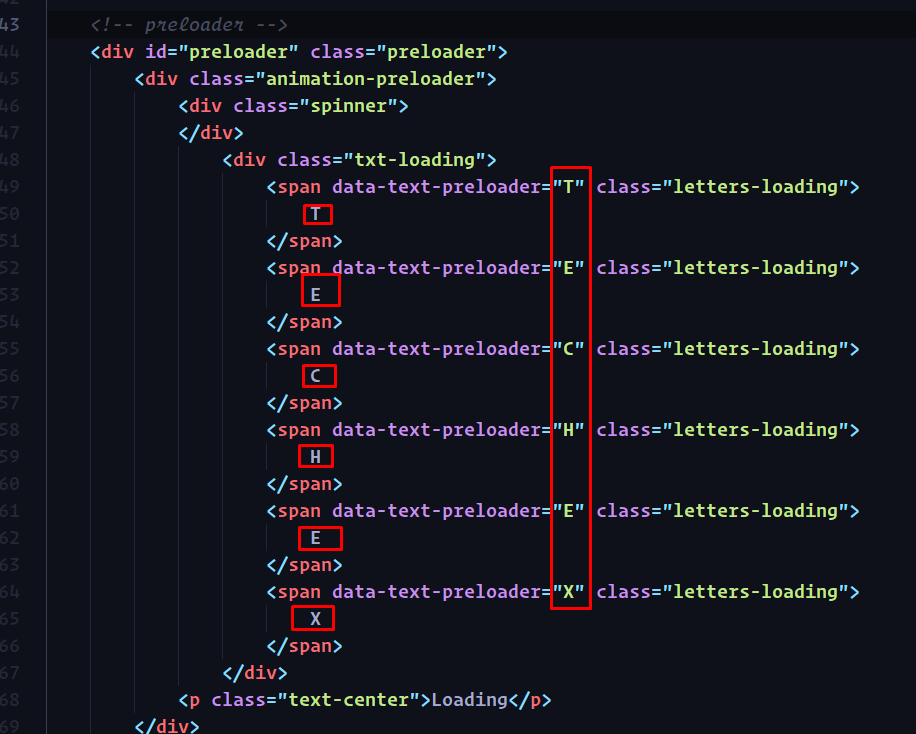 43 <!-- preloader -->
44 <div id="preloader" class="preloader">
45 <div class="animation-preloader">
46 <div class="spinner">
47 </div>
48 <div class="txt-loading">
49 <span data-text-preloader="T" class="letters-loading">
50 T
51 </span>
52 <span data-text-preloader="E" class="letters-loading">
53 E
54 </span>
55 <span data-text-preloader="C" class="letters-loading">
56 C
57 </span>
58 <span data-text-preloader="H" class="letters-loading">
59 H
60 </span>
61 <span data-text-preloader="E" class="letters-loading">
62 E
63 </span>
64 <span data-text-preloader="X" class="letters-loading">
65 X
66 </span>
67 </div>
68 <p class="text-center">Loading</p>
69 </div>